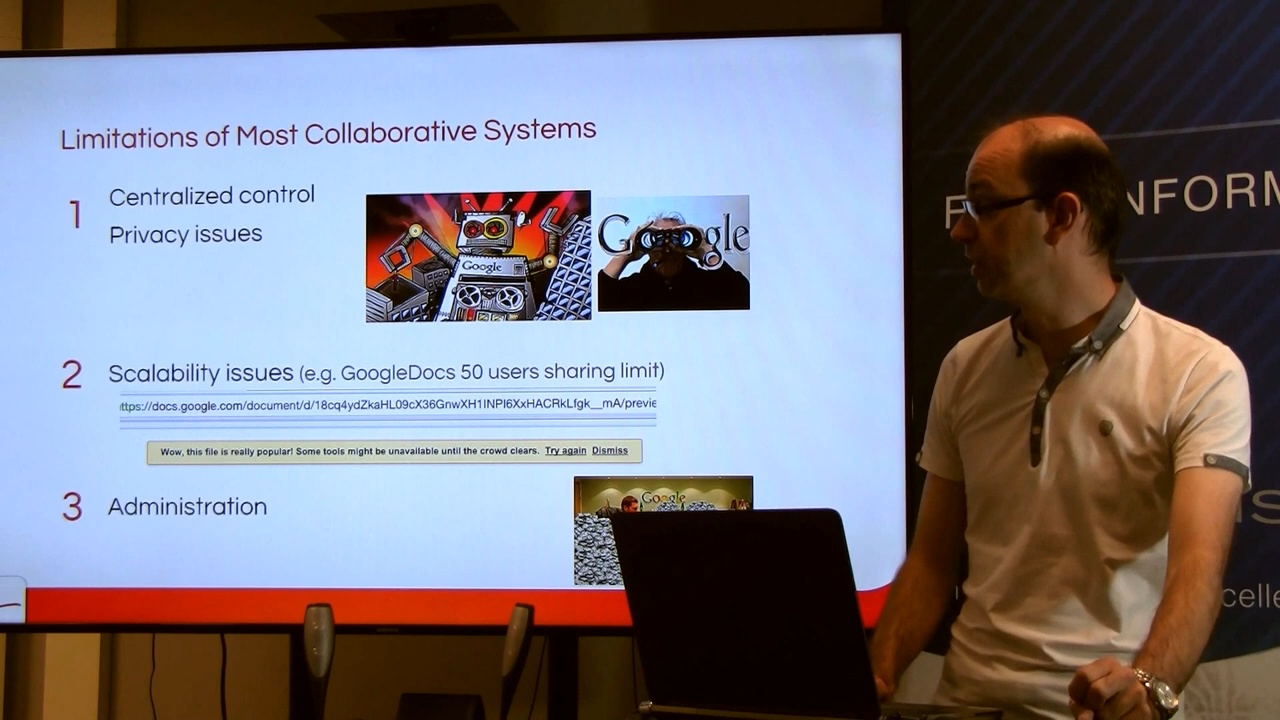 Limitations of Most Collaborative Systems
1
Centralized control
Privacy issues
Google
Google
2
Scalability issues (e.g. GoogleDocs 50 users sharing limit)
ttps://docs.google.com/document/d/18cq4ydZkaHL09cX36GnwXH1INPI6XxHACRkLfgk__mA/previe
Wow, this file is really popular! Some tools might be unavailable until the crowd clears. Try again Dismiss
3
Administration
Google
NFORM
celle